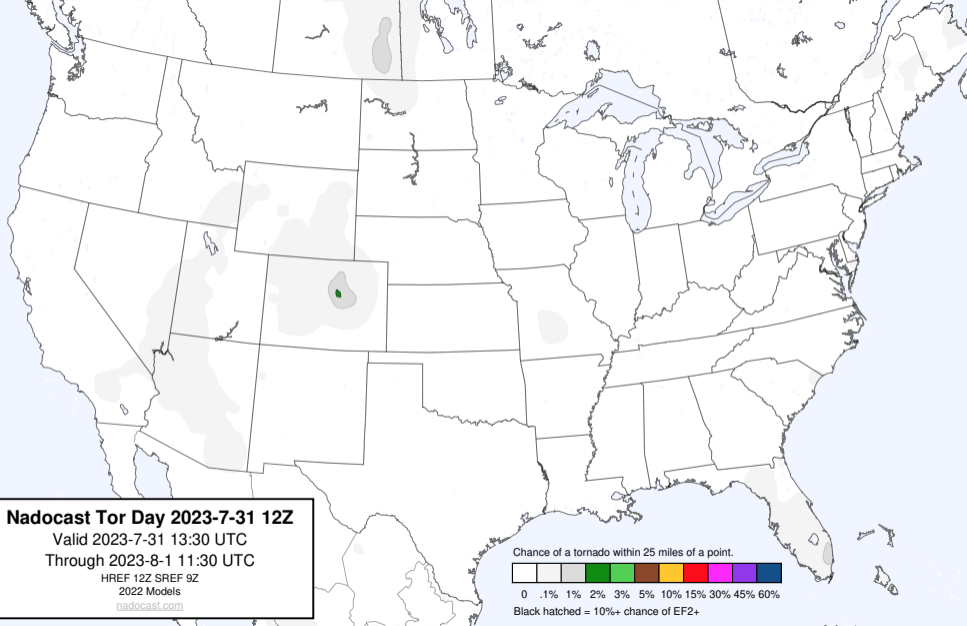 Nadocast Tor Day 2023-7-31 12Z
Valid 2023-7-31 13:30 UTC
Through 2023-8-1 11:30 UTC
HREF 12Z SREF 9Z
2022 Models
nadocast.com
Chance of a tornado within 25 miles of a point.
0 .1% 1% 2% 3% 5% 10% 15% 30% 45% 60%
Black hatched = 10%+ chance of EF2+